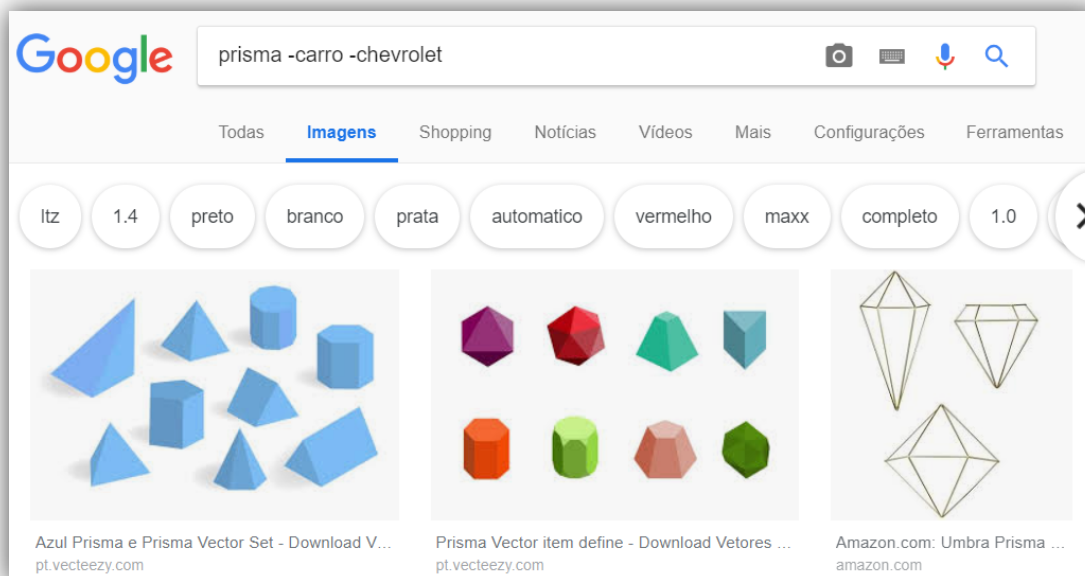 Google
prisma -carro -chevrolet
Todas Imagens Shopping Notícias Vídeos Mais Configurações Ferramentas
ltz 1.4 preto branco prata automatico vermelho maxx completo 1.0
Azul Prisma e Prisma Vector Set - Download V... Prisma Vector item define - Download Vetores ... Amazon.com: Umbra Prisma ...
pt.vecteezy.com pt.vecteezy.com amazon.com